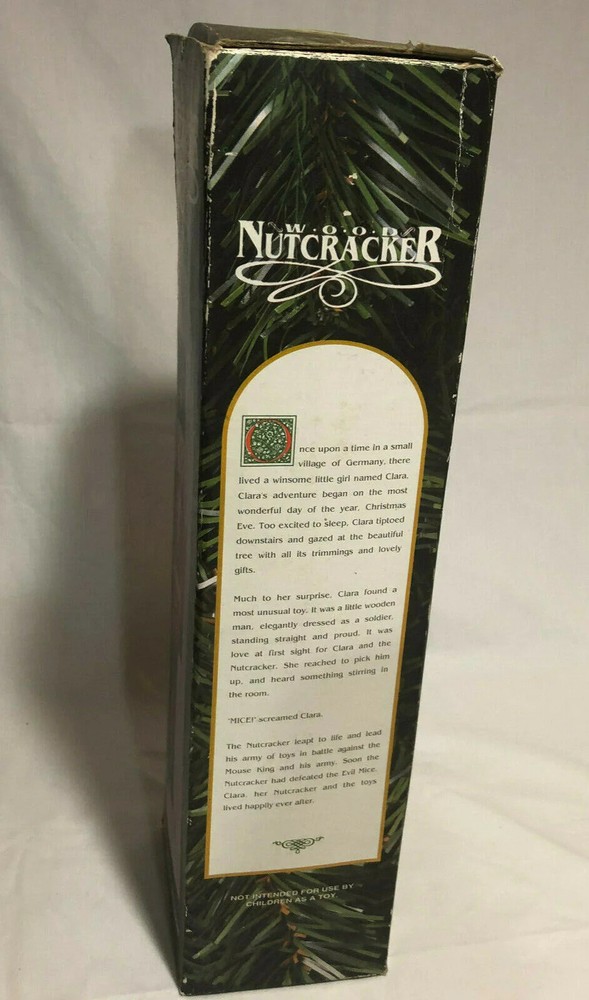 W·O·O·D
NUTCRACKER
Once upon a time in a small
village of Germany, there
lived a winsome little girl named Clara.
Clara's adventure began on the most
wonderful day of the year, Christmas
Eve. Too excited to sleep, Clara tiptoed
downstairs and gazed at the beautiful
tree with all its trimmings and lovely
gifts.
Much to her surprise, Clara found a
most unusual toy. It was a little wooden
man, elegantly dressed as a soldier,
standing straight and proud. It was
love at first sight for Clara and the
Nutcracker. She reached to pick him
up, and heard something stirring in
the room.
"MICE!" screamed Clara.
The Nutcracker leapt to life and lead
his army of toys in battle against the
Mouse King and his army. Soon the
Nutcracker had defeated the Evil Mice.
Clara, her Nutcracker and the toys
lived happily ever after.
NOT INTENDED FOR USE BY
CHILDREN AS A TOY.